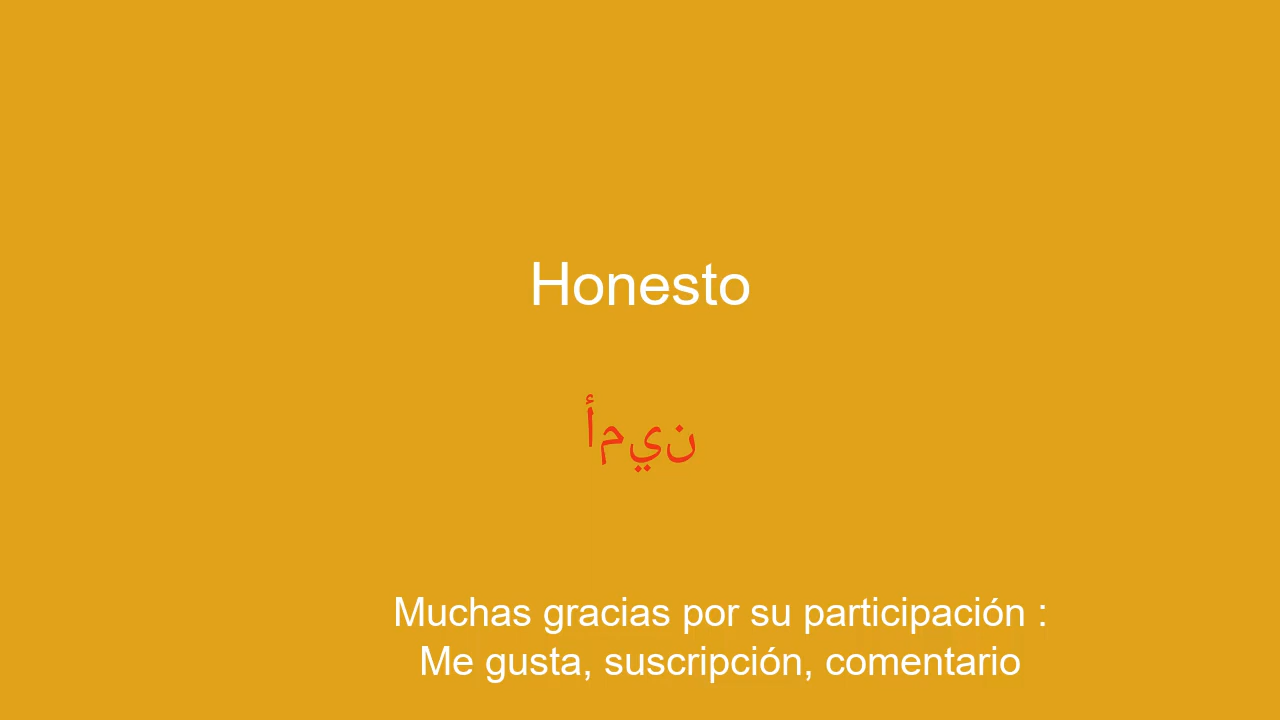 Honesto
أمين
Muchas gracias por su participación :
Me gusta, suscripción, comentario